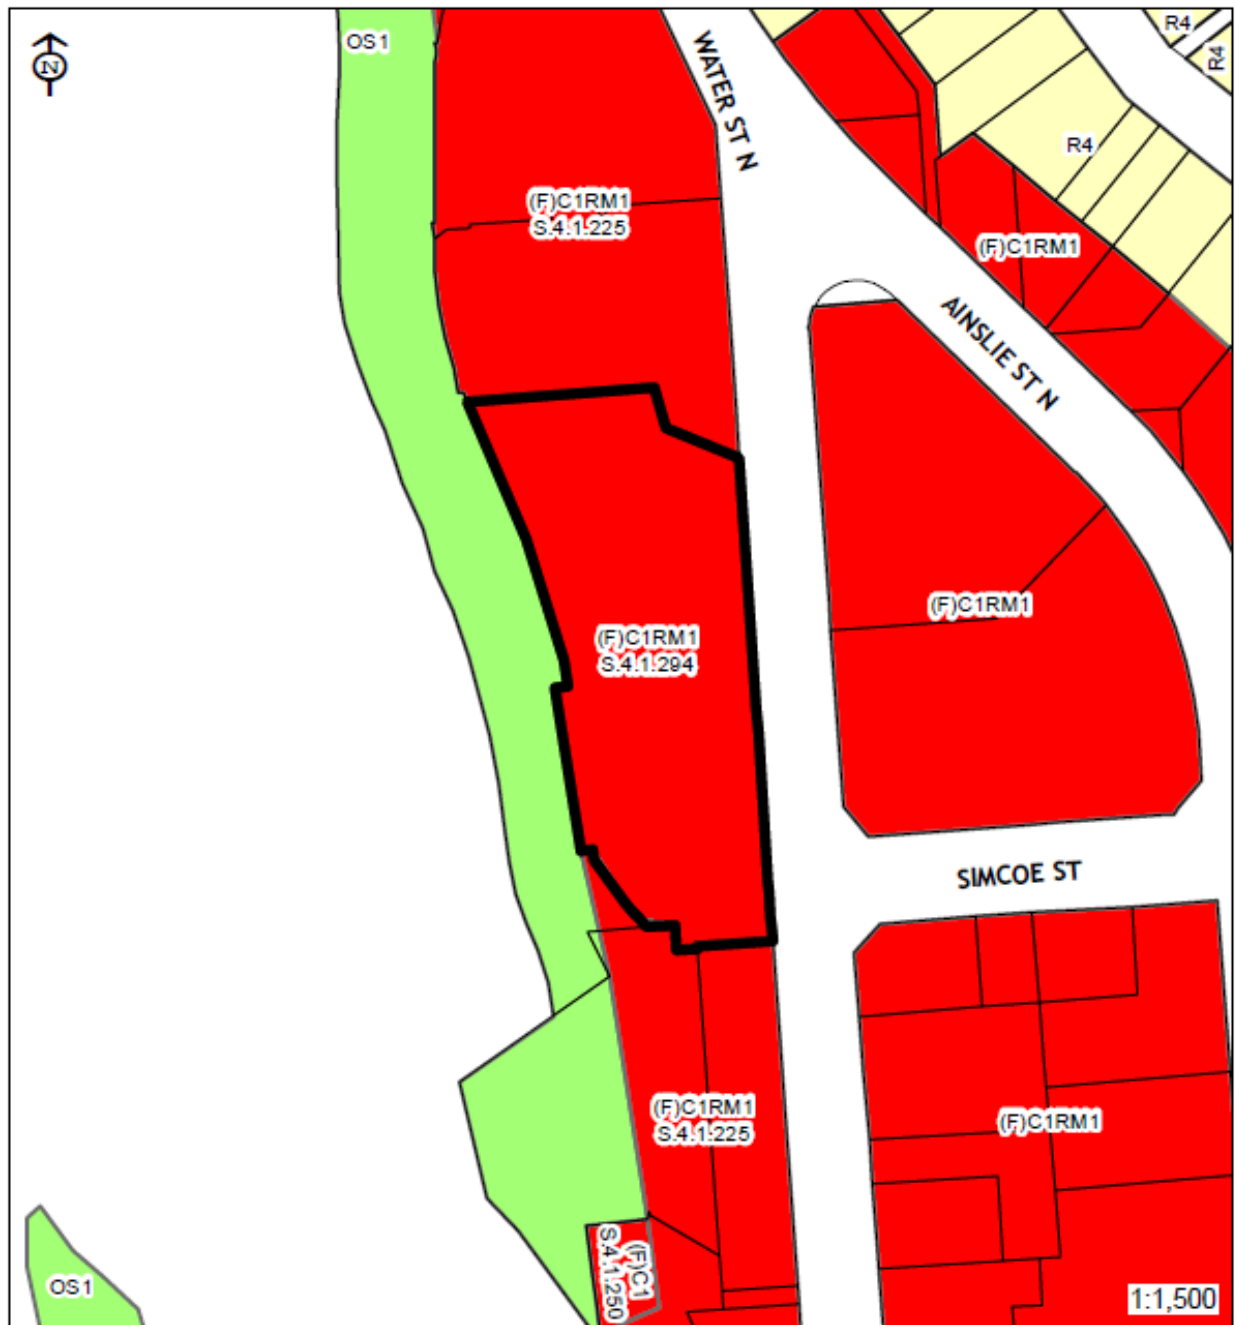 OS1
R4
R4
WATER ST N
N
R4
(F)C1RM1
S.4.1.225
(F)C1RM1
AINSLIE ST N
(F)C1RM1
(F)C1RM1
S.4.1.294
SIMCOE ST
(F)C1RM1
S.4.1.225
(F)C1RM1
(F)C1
S.4.1.250
OS1
1:1,500